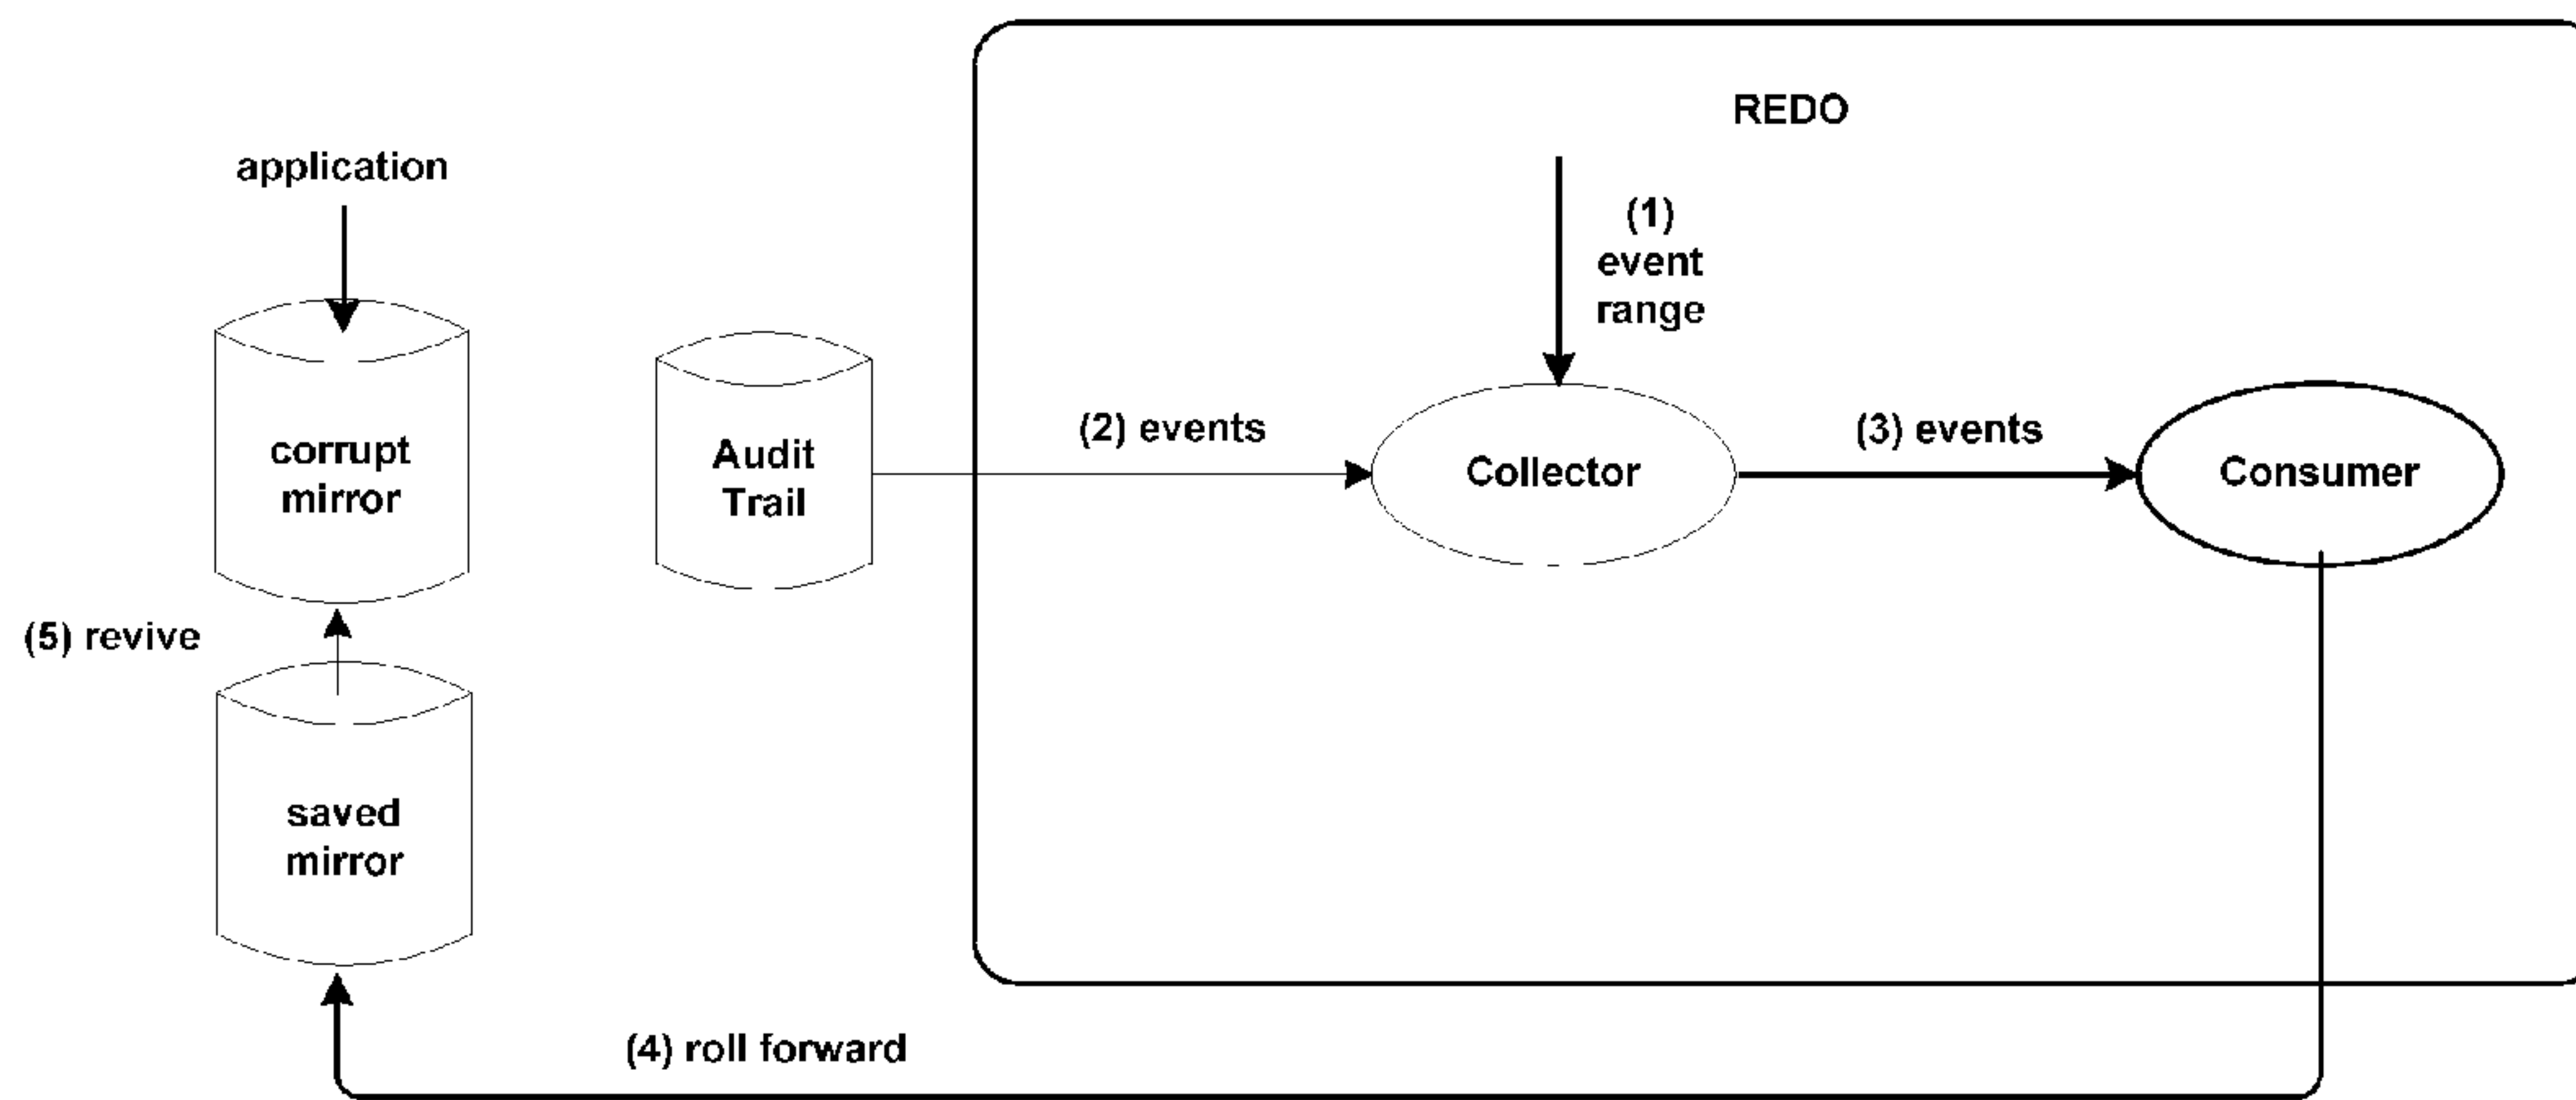 REDO
application
(1)
event
range
corrupt
mirror
Audit
Trail
(2) events
Collector
(3) events
Consumer
(5) revive
saved
mirror
(4) roll forward